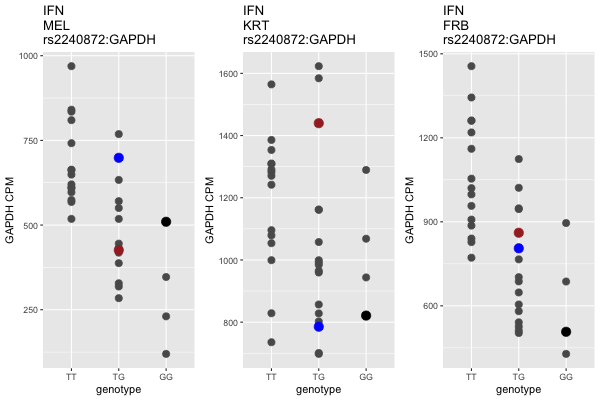 IFN
MEL
rs2240872:GAPDH
1000
750
500
250
GAPDH CPM
TT
TG
GG
genotype
IFN
KRT
rs2240872:GAPDH
1600
1400
1200
1000
800
GAPDH CPM
TT
TG
GG
genotype
IFN
FRB
rs2240872:GAPDH
1500
1200
900
600
GAPDH CPM
TT
TG
GG
genotype